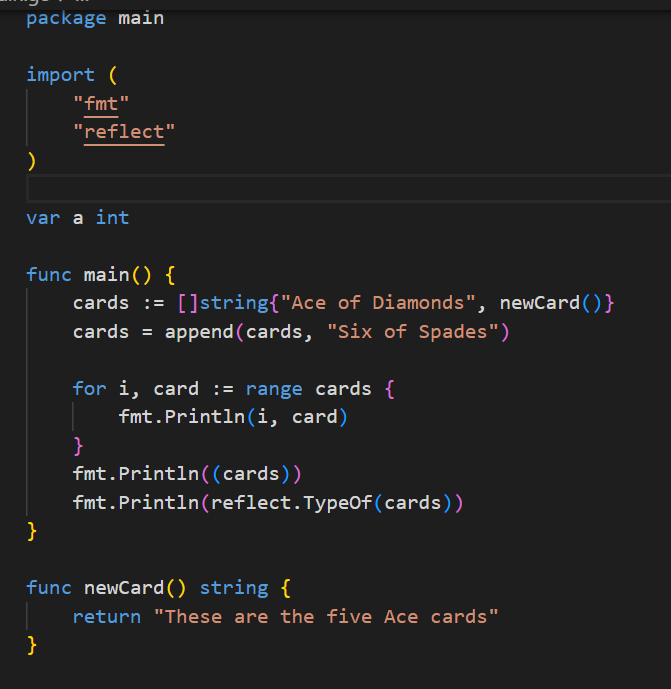 package main
import (
"fmt"
"reflect"
)
var a int
func main() {
cards := []string{"Ace of Diamonds", newCard()}
cards = append(cards, "Six of Spades")
for i, card := range cards {
fmt.Println(i, card)
}
fmt.Println((cards))
fmt.Println(reflect.TypeOf(cards))
}
func newCard() string {
return "These are the five Ace cards"
}